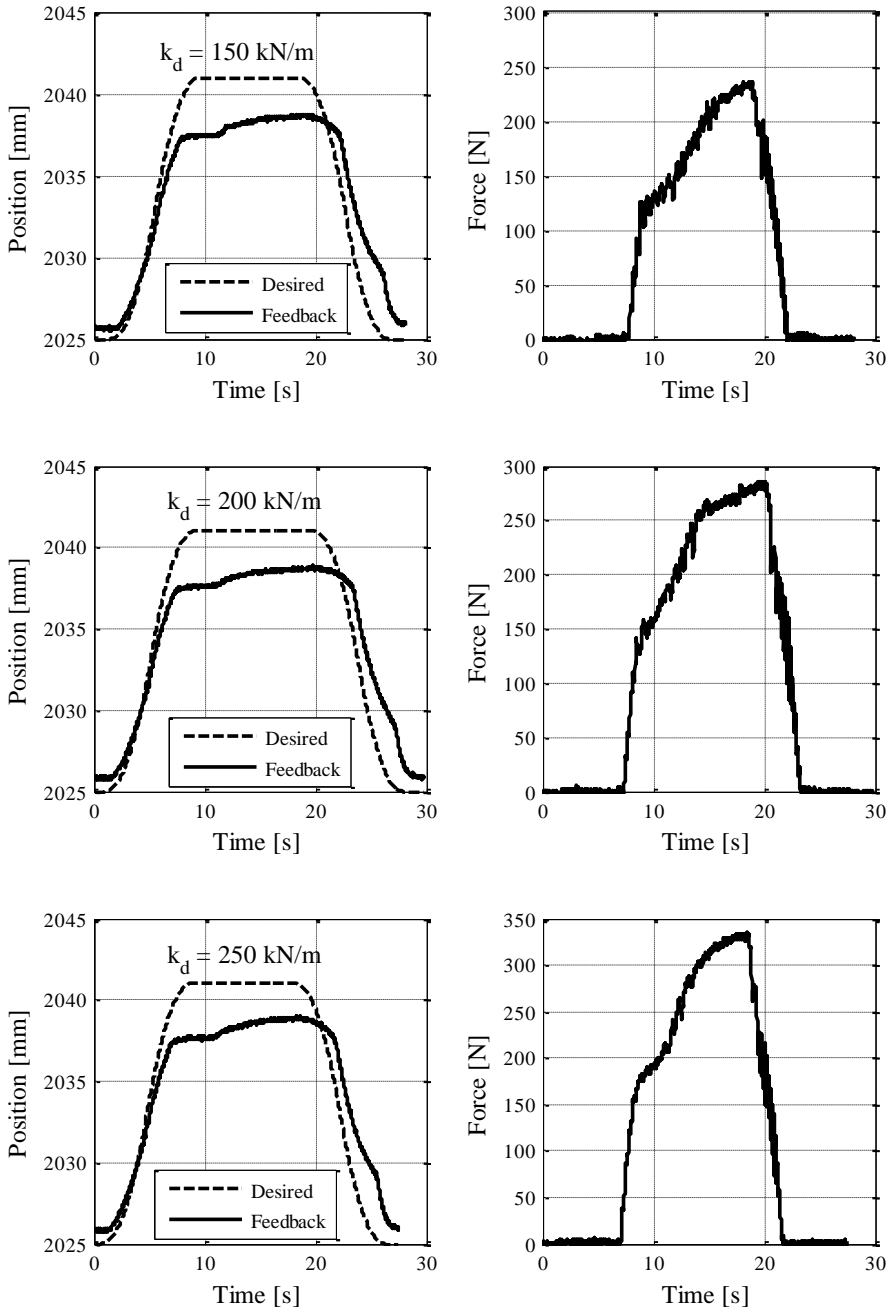 2045
2040
2035
2030
2025
Position [mm]
k_d = 150 kN/m
Desired
Feedback
0 10 20 30
Time [s]
300
250
200
150
100
50
0
Force [N]
0 10 20 30
Time [s]
2045
2040
2035
2030
2025
Position [mm]
k_d = 200 kN/m
Desired
Feedback
0 10 20 30
Time [s]
300
250
200
150
100
50
0
Force [N]
0 10 20 30
Time [s]
2045
2040
2035
2030
2025
Position [mm]
k_d = 250 kN/m
Desired
Feedback
0 10 20 30
Time [s]
350
300
250
200
150
100
50
0
Force [N]
0 10 20 30
Time [s]